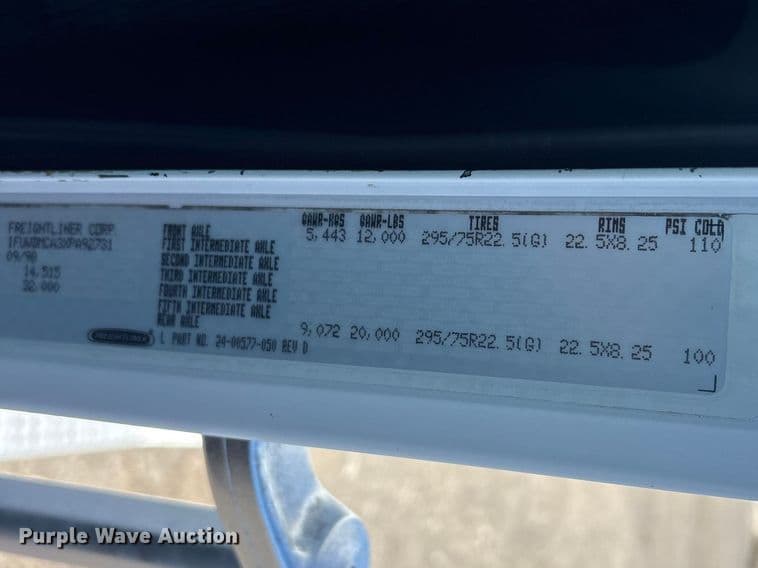 FREIGHTLINER CORP
09/98
14,515
32,000
GAWR-KGS GAWR-LBS TIRES RIMS PSI COLD
FRONT AXLE 5,443 12,000 295/75R22.5(G) 22.5X8.25 110
FIRST INTERMEDIATE AXLE
SECOND INTERMEDIATE AXLE
THIRD INTERMEDIATE AXLE
FOURTH INTERMEDIATE AXLE
FIFTH INTERMEDIATE AXLE
REAR AXLE 9,072 20,000 295/75R22.5(G) 22.5X8.25 100
FREIGHTLINER
L PART NO. 24-00577-050 REV D
Purple Wave Auction®